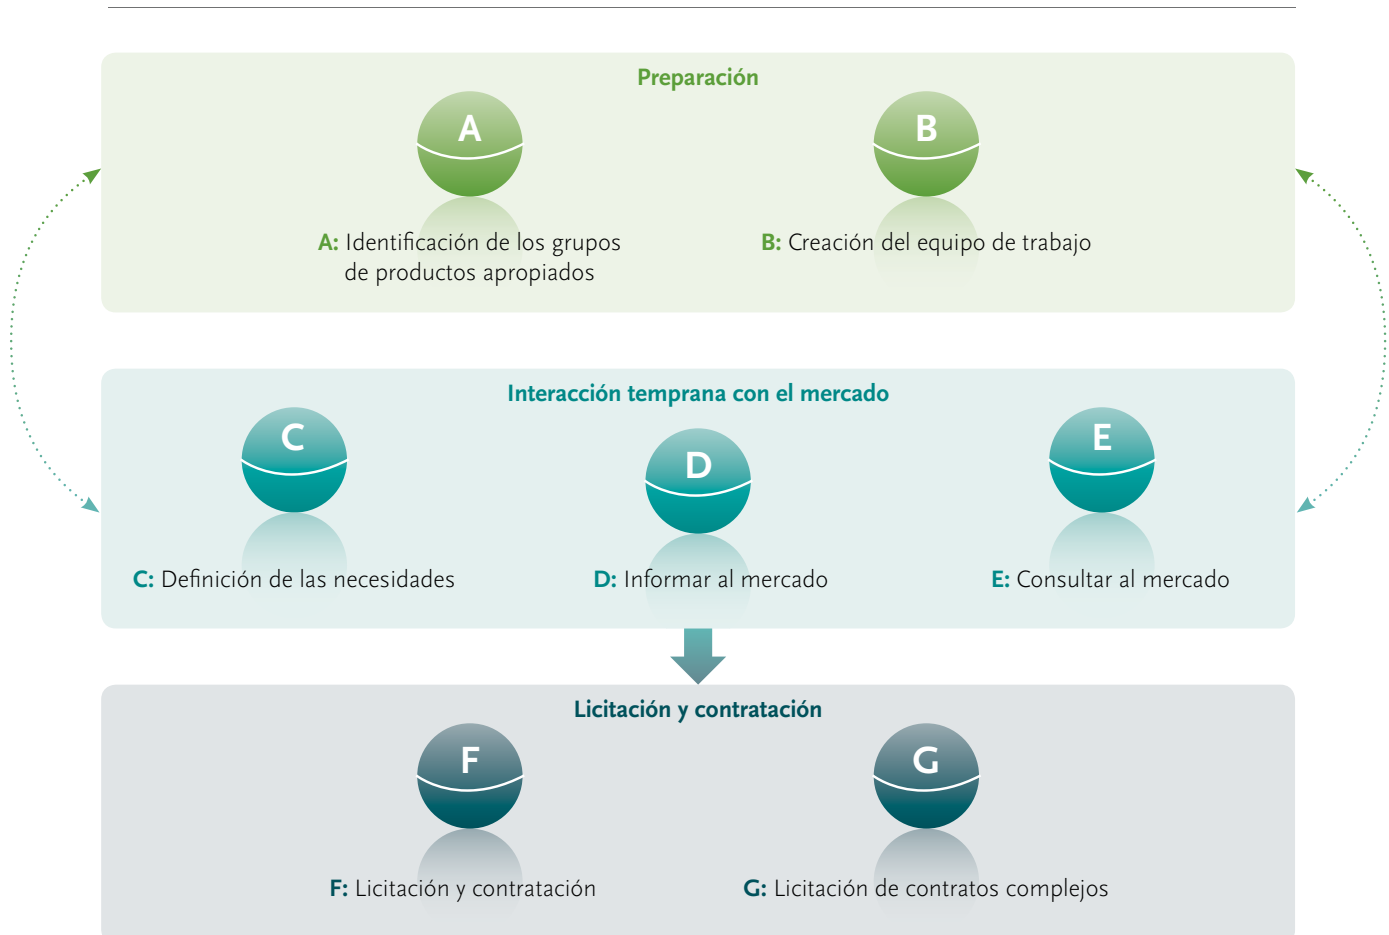 Preparación
A
B
A: Identificación de los grupos
de productos apropiados
B: Creación del equipo de trabajo
Interacción temprana con el mercado
C
D
E
C: Definición de las necesidades
D: Informar al mercado
E: Consultar al mercado
Licitación y contratación
F
G
F: Licitación y contratación
G: Licitación de contratos complejos